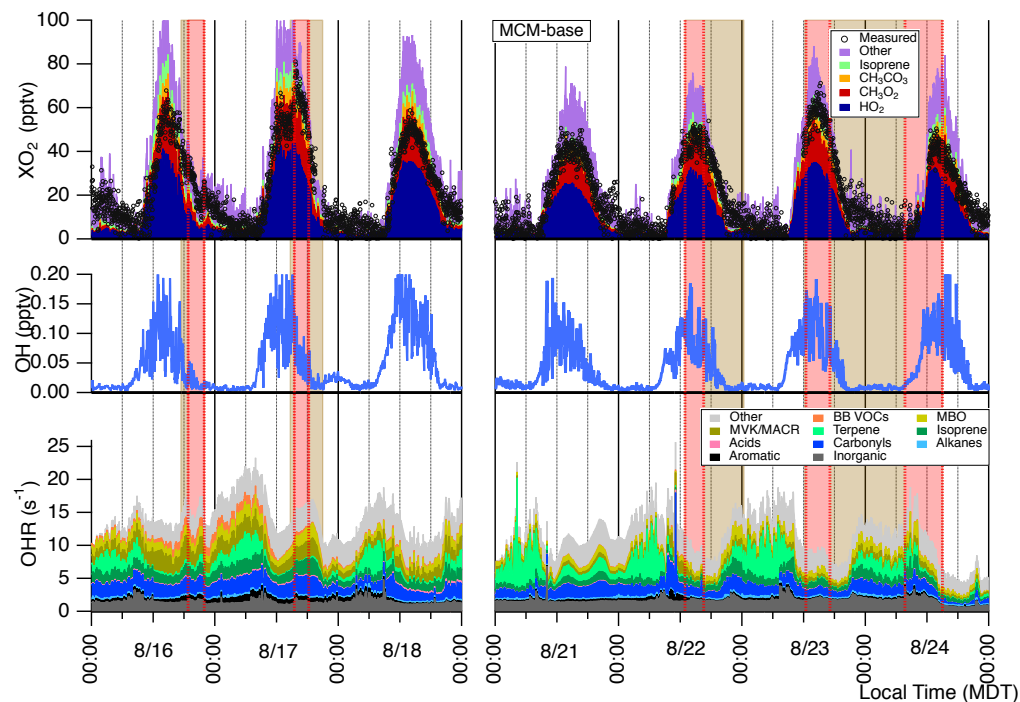 MCM-base
100
80
60
40
20
0
XO₂ (pptv)
Measured
Other
Isoprene
CH₃CO₃
CH₃O₂
HO₂
0.20
0.15
0.10
0.05
0.00
OH (pptv)
Other
MVK/MACR
Acids
Aromatic
BB VOCs
Terpene
Carbonyls
Inorganic
MBO
Isoprene
Alkanes
25
20
15
10
5
0
OHR (s⁻¹)
00:00
8/16
00:00
8/17
00:00
8/18
00:00
00:00
8/21
00:00
8/22
00:00
8/23
00:00
8/24
00:00
Local Time (MDT)